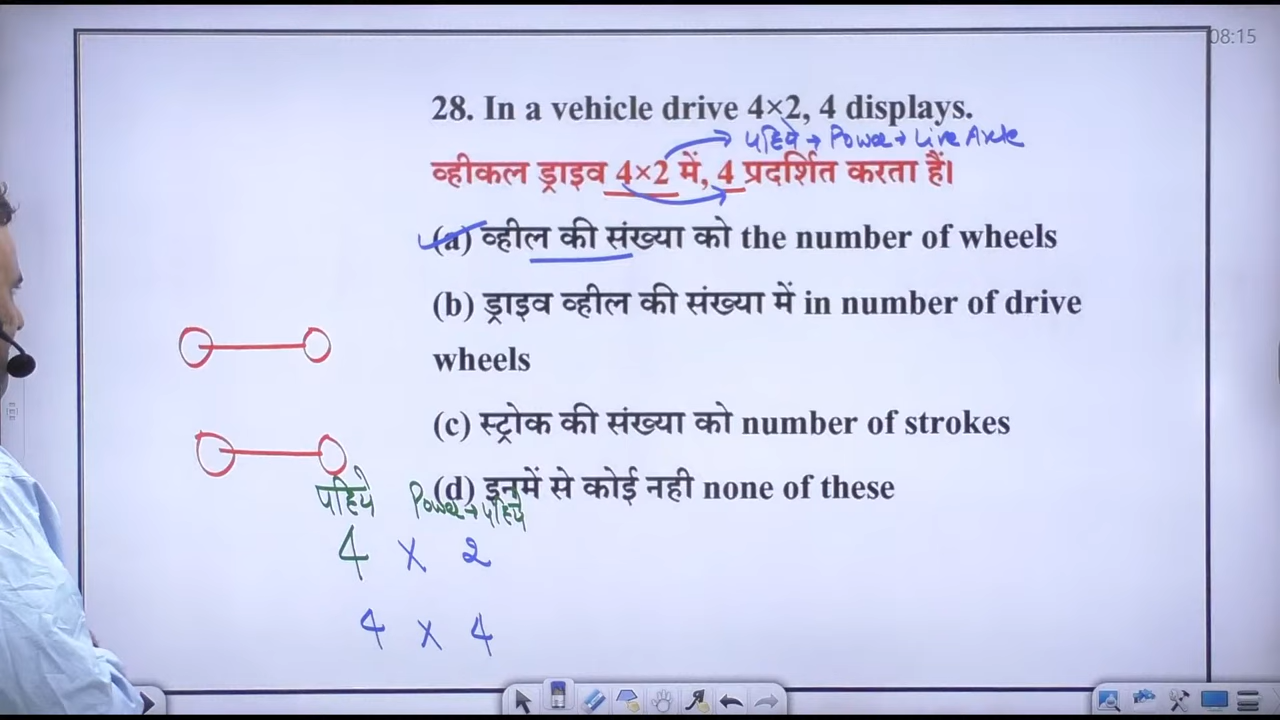 08:15
28. In a vehicle drive 4×2, 4 displays.
पहिये → Power → Live Axle
व्हीकल ड्राइव 4×2 में, 4 प्रदर्शित करता हैं।
(a) व्हील की संख्या को the number of wheels
(b) ड्राइव व्हील की संख्या में in number of drive
wheels
(c) स्ट्रोक की संख्या को number of strokes
(d) इनमें से कोई नही none of these
पहिये Power → पहिये
4 × 2
4 × 4